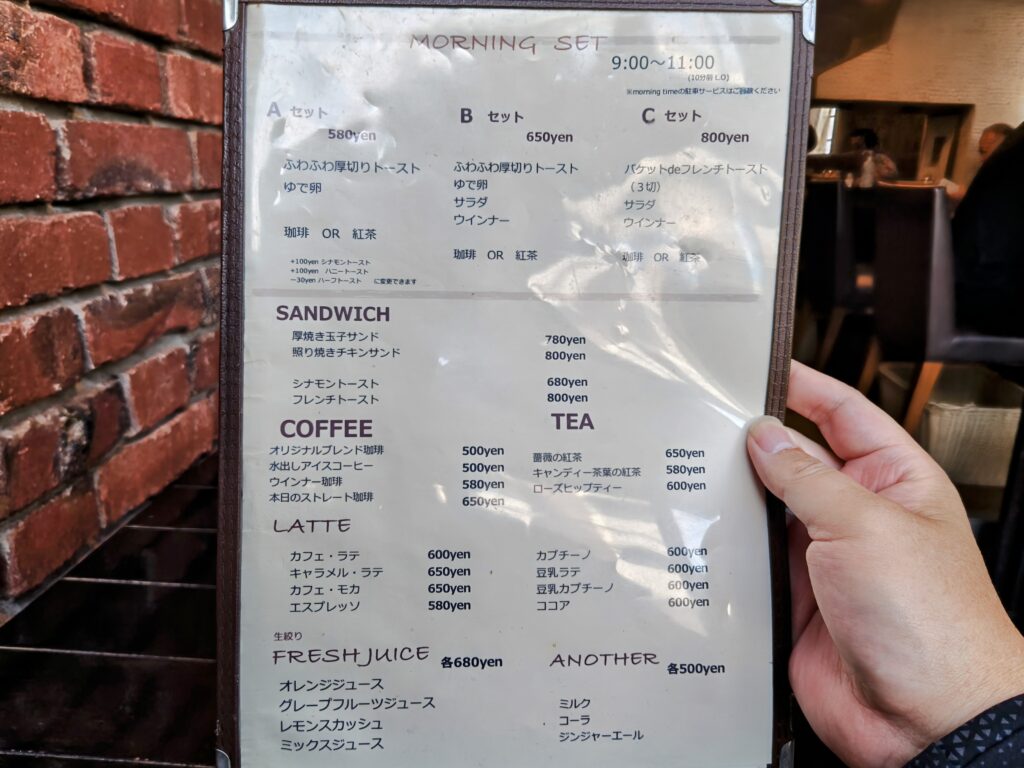 MORNING SET
9:00～11:00
(10分前 L.O)
※morning timeの駐車サービスはご容赦ください
A セット
580yen
ふわふわ厚切りトースト
ゆで卵
珈琲 OR 紅茶
+100yen シナモントースト
+100yen ハニートースト
－30yen ハーフトースト に変更できます
B セット
650yen
ふわふわ厚切りトースト
ゆで卵
サラダ
ウインナー
珈琲 OR 紅茶
C セット
800yen
バケットdeフレンチトースト
（３切）
サラダ
ウインナー
珈琲 OR 紅茶
SANDWICH
厚焼き玉子サンド 780yen
照り焼きチキンサンド 800yen
シナモントースト 680yen
フレンチトースト 800yen
COFFEE
オリジナルブレンド珈琲 500yen
水出しアイスコーヒー 500yen
ウインナー珈琲 580yen
本日のストレート珈琲 650yen
TEA
薔薇の紅茶 650yen
キャンディー茶葉の紅茶 580yen
ローズヒップティー 600yen
LATTE
カフェ・ラテ 600yen
キャラメル・ラテ 650yen
カフェ・モカ 650yen
エスプレッソ 580yen
カプチーノ 600yen
豆乳ラテ 600yen
豆乳カプチーノ 600yen
ココア 600yen
生絞り
FRESH JUICE 各680yen
オレンジジュース
グレープフルーツジュース
レモンスカッシュ
ミックスジュース
ANOTHER 各500yen
ミルク
コーラ
ジンジャーエール